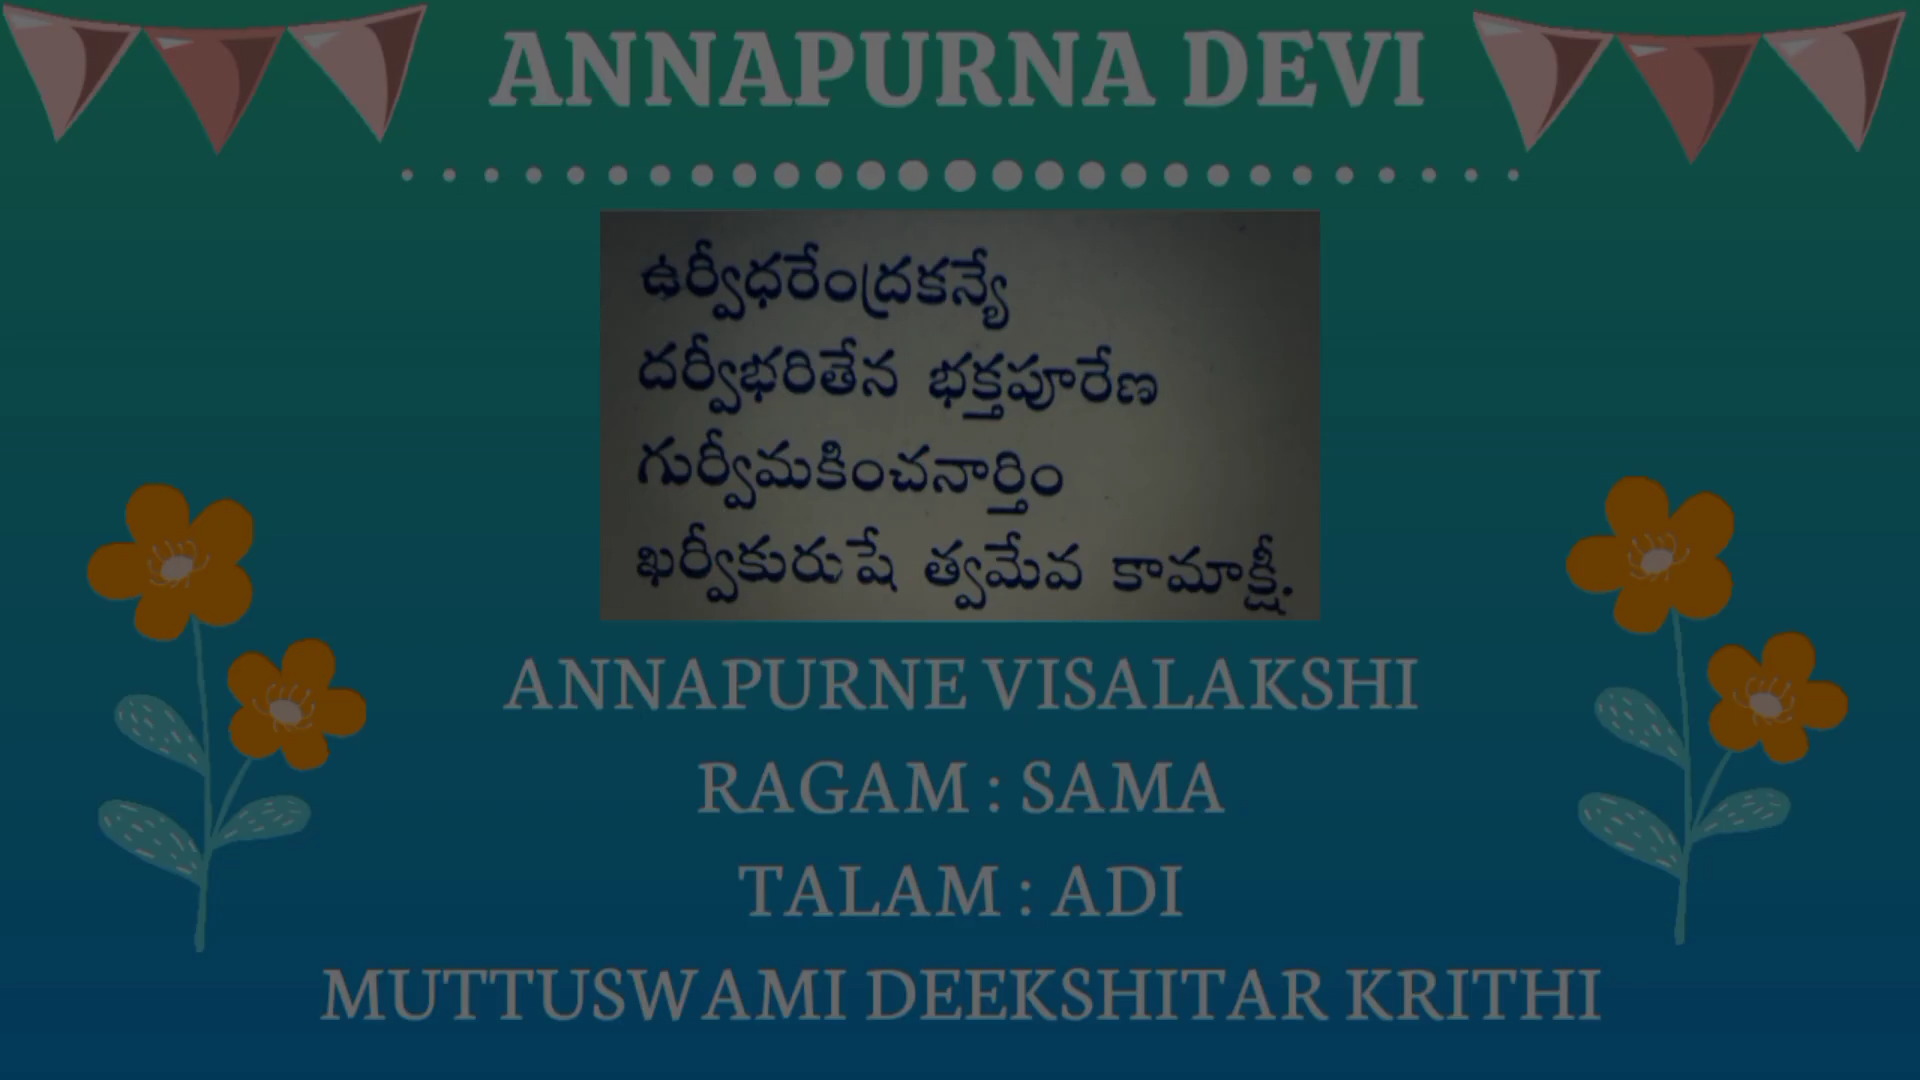 ANNAPURNA DEVI
ఉర్వీధరేంద్రకన్యే
దర్వీభరితేన భక్తపూరేణ
గుర్వీమకించనార్తిం
ఖర్వీకురుషే త్వమేవ కామాక్షీ.
ANNAPURNE VISALAKSHI
RAGAM : SAMA
TALAM : ADI
MUTTUSWAMI DEEKSHITAR KRITHI